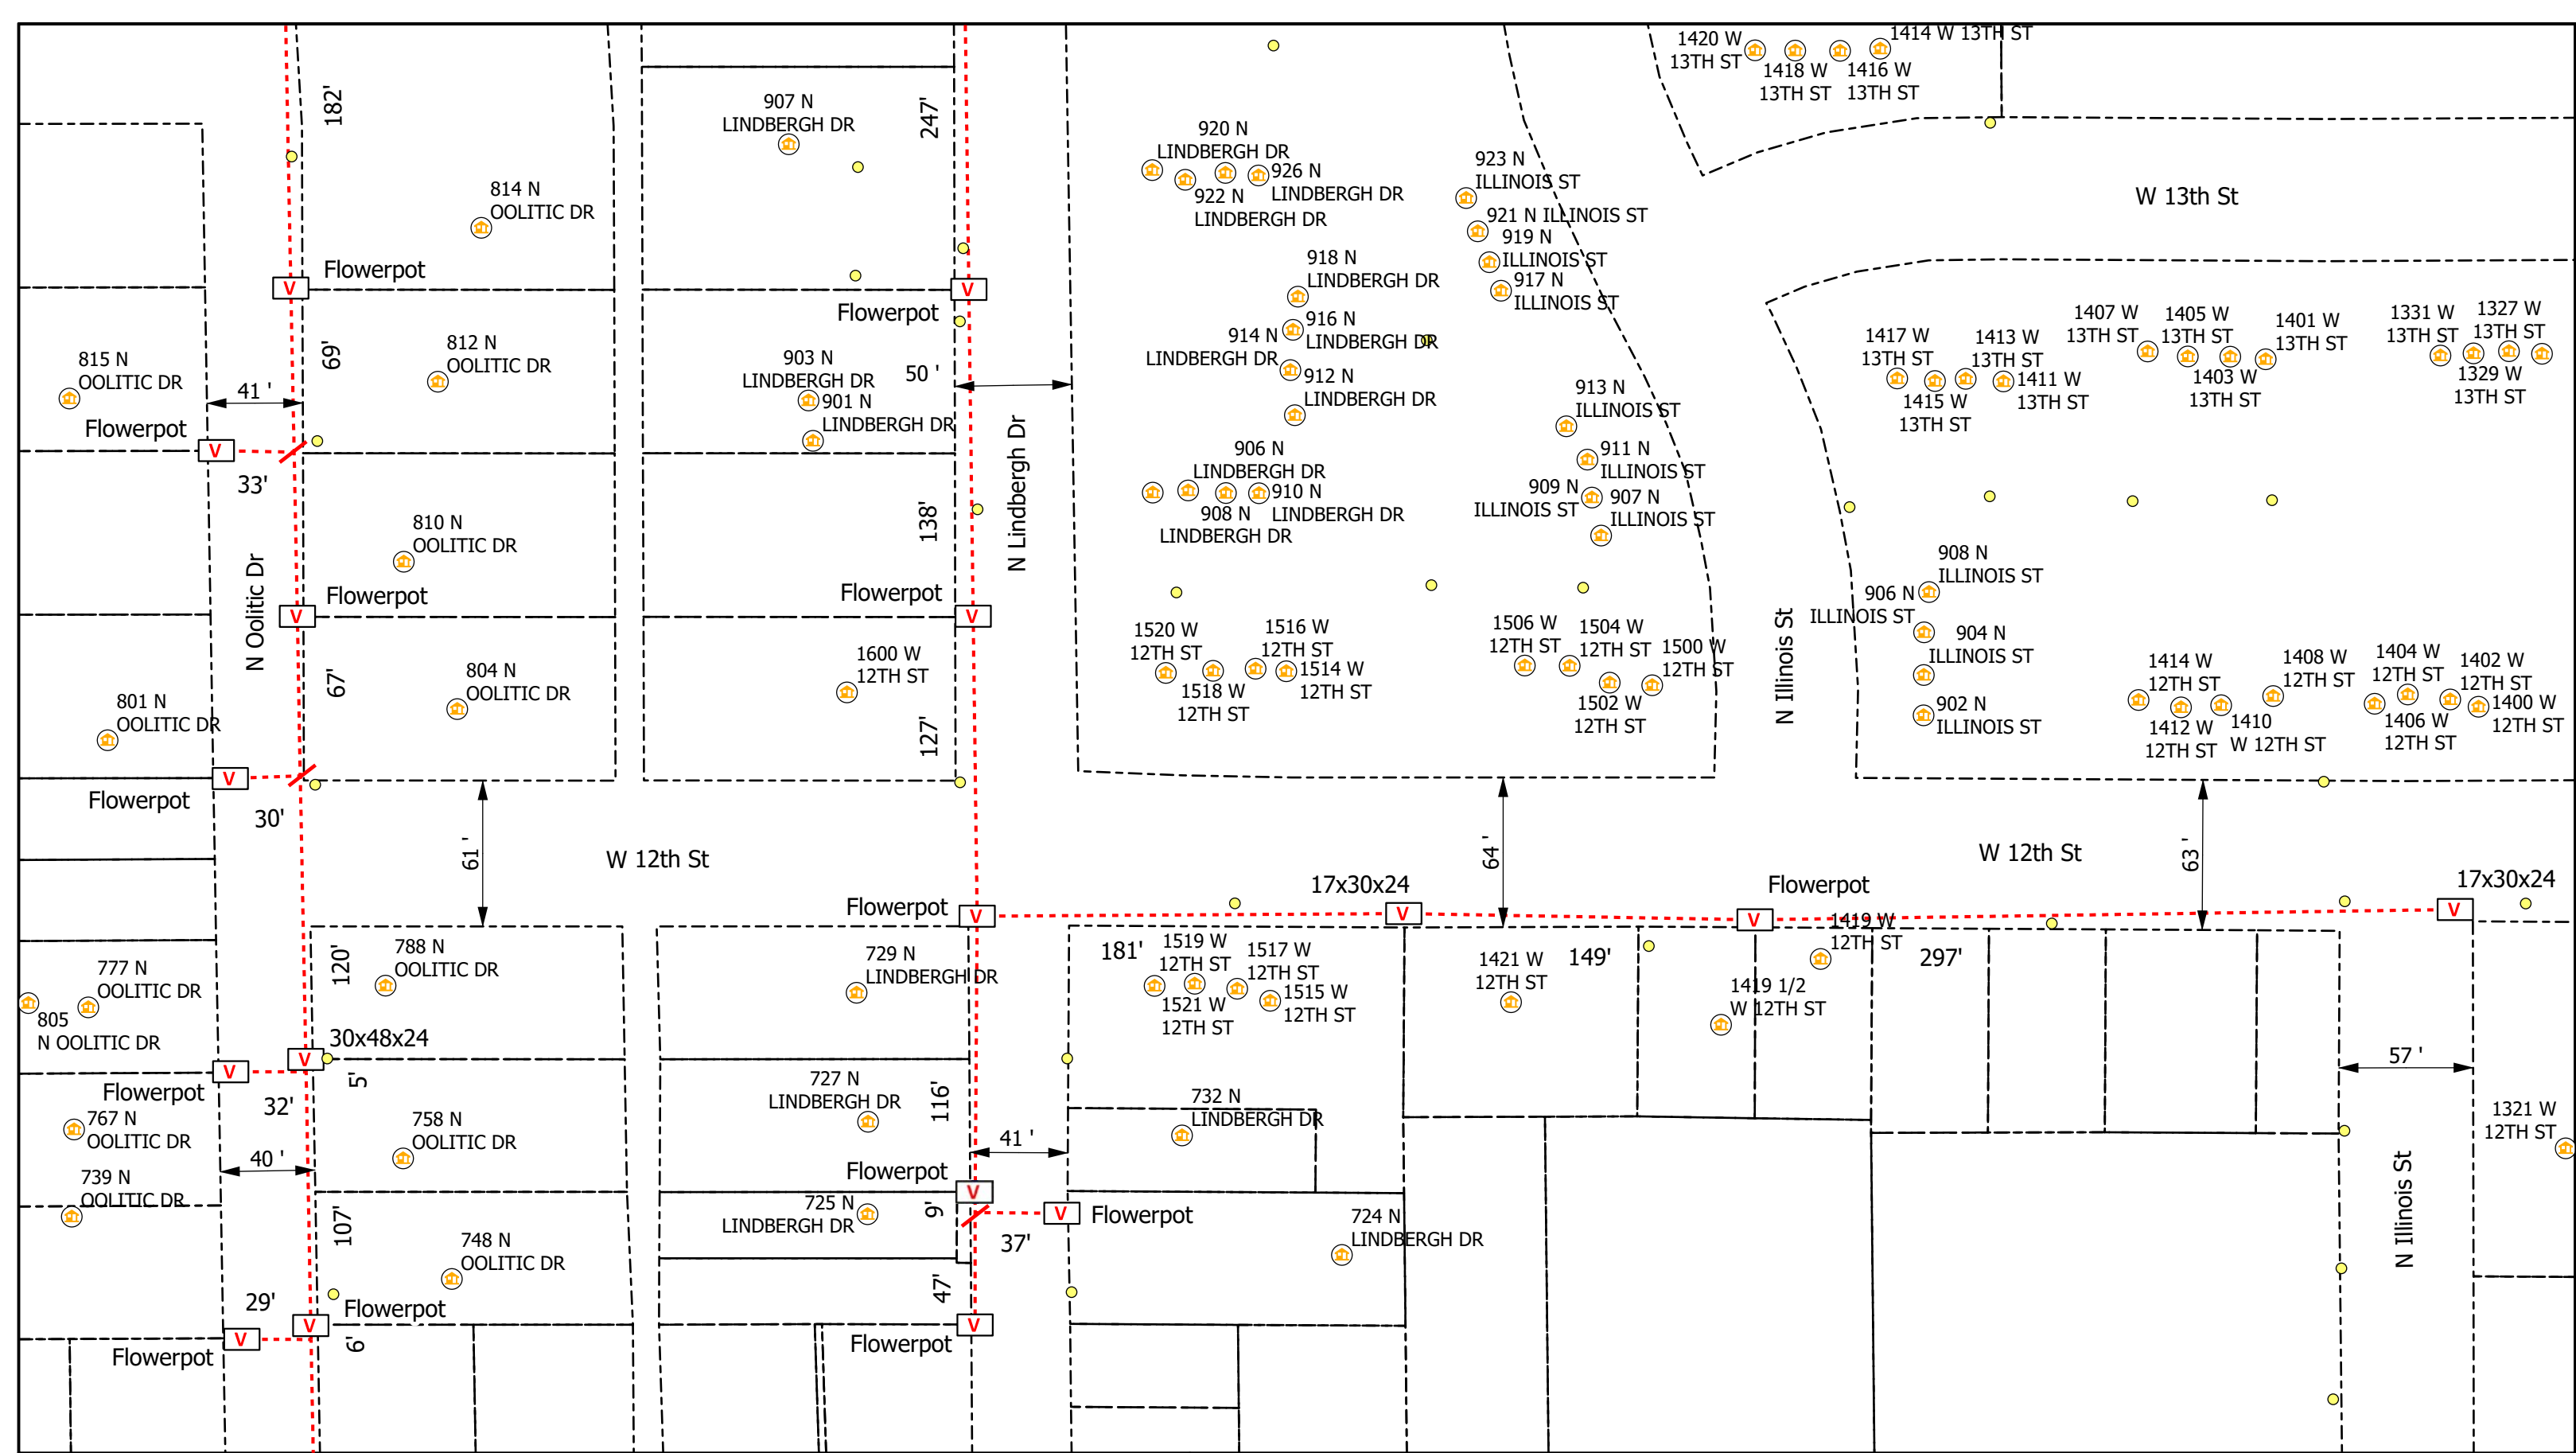 1420 W
13TH ST
1418 W
13TH ST
1416 W
13TH ST
1414 W 13TH ST
182'
907 N
LINDBERGH DR
247'
920 N
LINDBERGH DR
922 N
LINDBERGH DR
926 N
LINDBERGH DR
923 N
ILLINOIS ST
921 N ILLINOIS ST
919 N
ILLINOIS ST
917 N
ILLINOIS ST
W 13th St
814 N
OOLITIC DR
V
Flowerpot
V
Flowerpot
918 N
LINDBERGH DR
916 N
LINDBERGH DR
914 N
LINDBERGH DR
912 N
LINDBERGH DR
815 N
OOLITIC DR
41 '
69'
812 N
OOLITIC DR
903 N
LINDBERGH DR
901 N
LINDBERGH DR
50 '
N Lindbergh Dr
913 N
ILLINOIS ST
911 N
ILLINOIS ST
909 N
ILLINOIS ST
907 N
ILLINOIS ST
1417 W
13TH ST
1415 W
13TH ST
1413 W
13TH ST
1411 W
13TH ST
1407 W
13TH ST
1405 W
13TH ST
1403 W
13TH ST
1401 W
13TH ST
1331 W
13TH ST
1329 W
13TH ST
1327 W
13TH ST
Flowerpot
V
33'
906 N
LINDBERGH DR
908 N
LINDBERGH DR
910 N
LINDBERGH DR
810 N
OOLITIC DR
138'
N Oolitic Dr
V
Flowerpot
Flowerpot
V
908 N
ILLINOIS ST
906 N
ILLINOIS ST
904 N
ILLINOIS ST
902 N
ILLINOIS ST
N Illinois St
801 N
OOLITIC DR
67'
804 N
OOLITIC DR
1600 W
12TH ST
127'
1520 W
12TH ST
1518 W
12TH ST
1516 W
12TH ST
1514 W
12TH ST
1506 W
12TH ST
1504 W
12TH ST
1502 W
12TH ST
1500 W
12TH ST
1414 W
12TH ST
1412 W
12TH ST
1410
W 12TH ST
1408 W
12TH ST
1404 W
12TH ST
1406 W
12TH ST
1402 W
12TH ST
1400 W
12TH ST
V
Flowerpot
30'
61 '
W 12th St
64 '
W 12th St
63 '
Flowerpot
V
17x30x24
V
Flowerpot
V
17x30x24
V
120'
788 N
OOLITIC DR
729 N
LINDBERGH DR
181'
1519 W
12TH ST
1521 W
12TH ST
1517 W
12TH ST
1515 W
12TH ST
1421 W
12TH ST
149'
1419 W
12TH ST
1419 1/2
W 12TH ST
297'
777 N
OOLITIC DR
805
N OOLITIC DR
V
30x48x24
V
Flowerpot
5'
32'
57 '
767 N
OOLITIC DR
758 N
OOLITIC DR
727 N
LINDBERGH DR
116'
732 N
LINDBERGH DR
1321 W
12TH ST
40 '
41 '
739 N
OOLITIC DR
Flowerpot
V
725 N
LINDBERGH DR
9'
V
Flowerpot
37'
724 N
LINDBERGH DR
N Illinois St
107'
748 N
OOLITIC DR
47'
29'
V
Flowerpot
V
Flowerpot
6'
V
Flowerpot